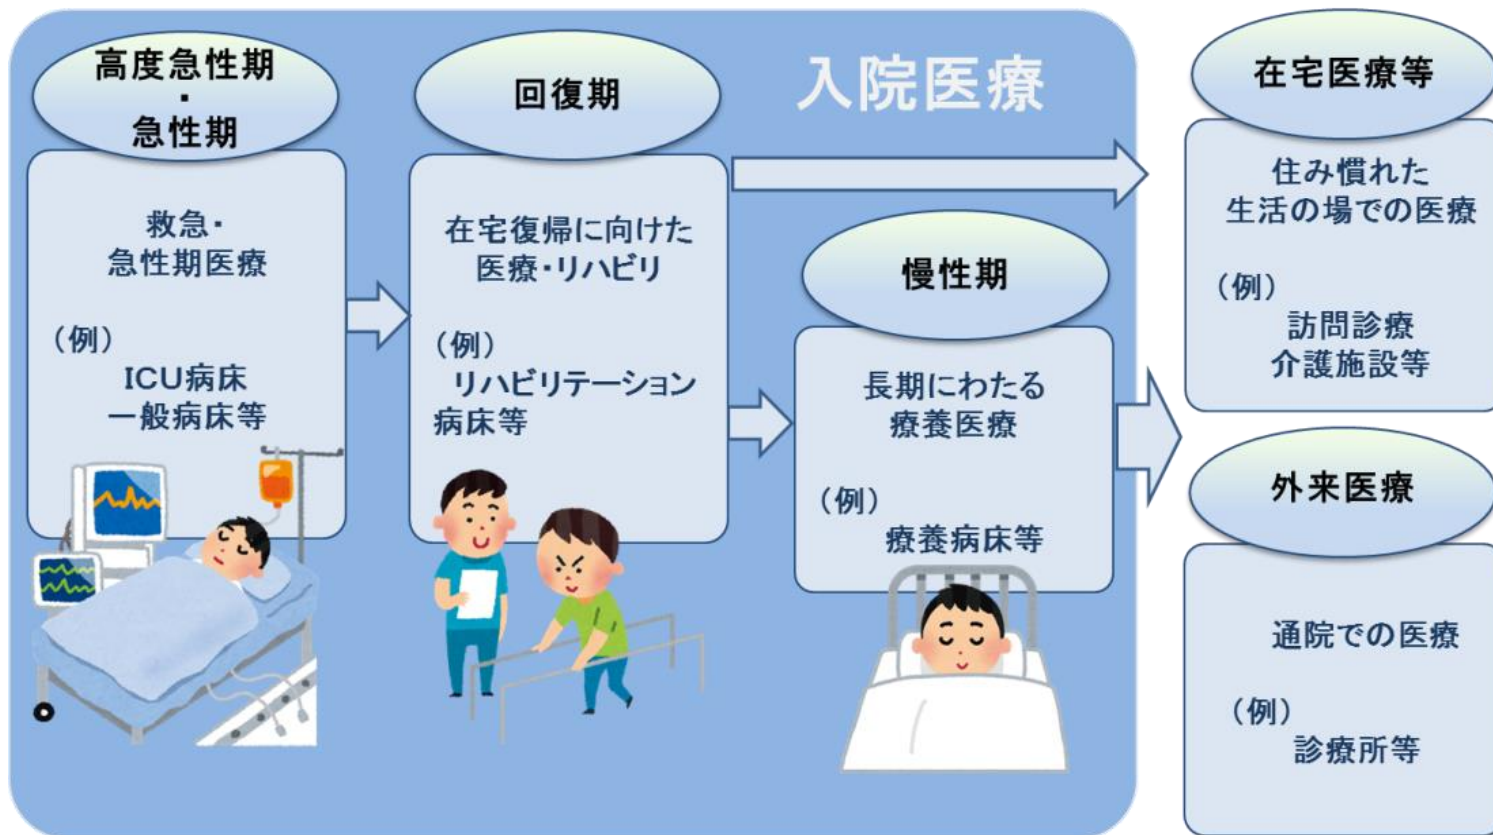 高度急性期
・
急性期
救急・
急性期医療
（例）
ICU病床
一般病床等
回復期
在宅復帰に向けた
医療・リハビリ
（例）
リハビリテーション
病床等
入院医療
慢性期
長期にわたる
療養医療
（例）
療養病床等
在宅医療等
住み慣れた
生活の場での医療
（例）
訪問診療
介護施設等
外来医療
通院での医療
（例）
診療所等